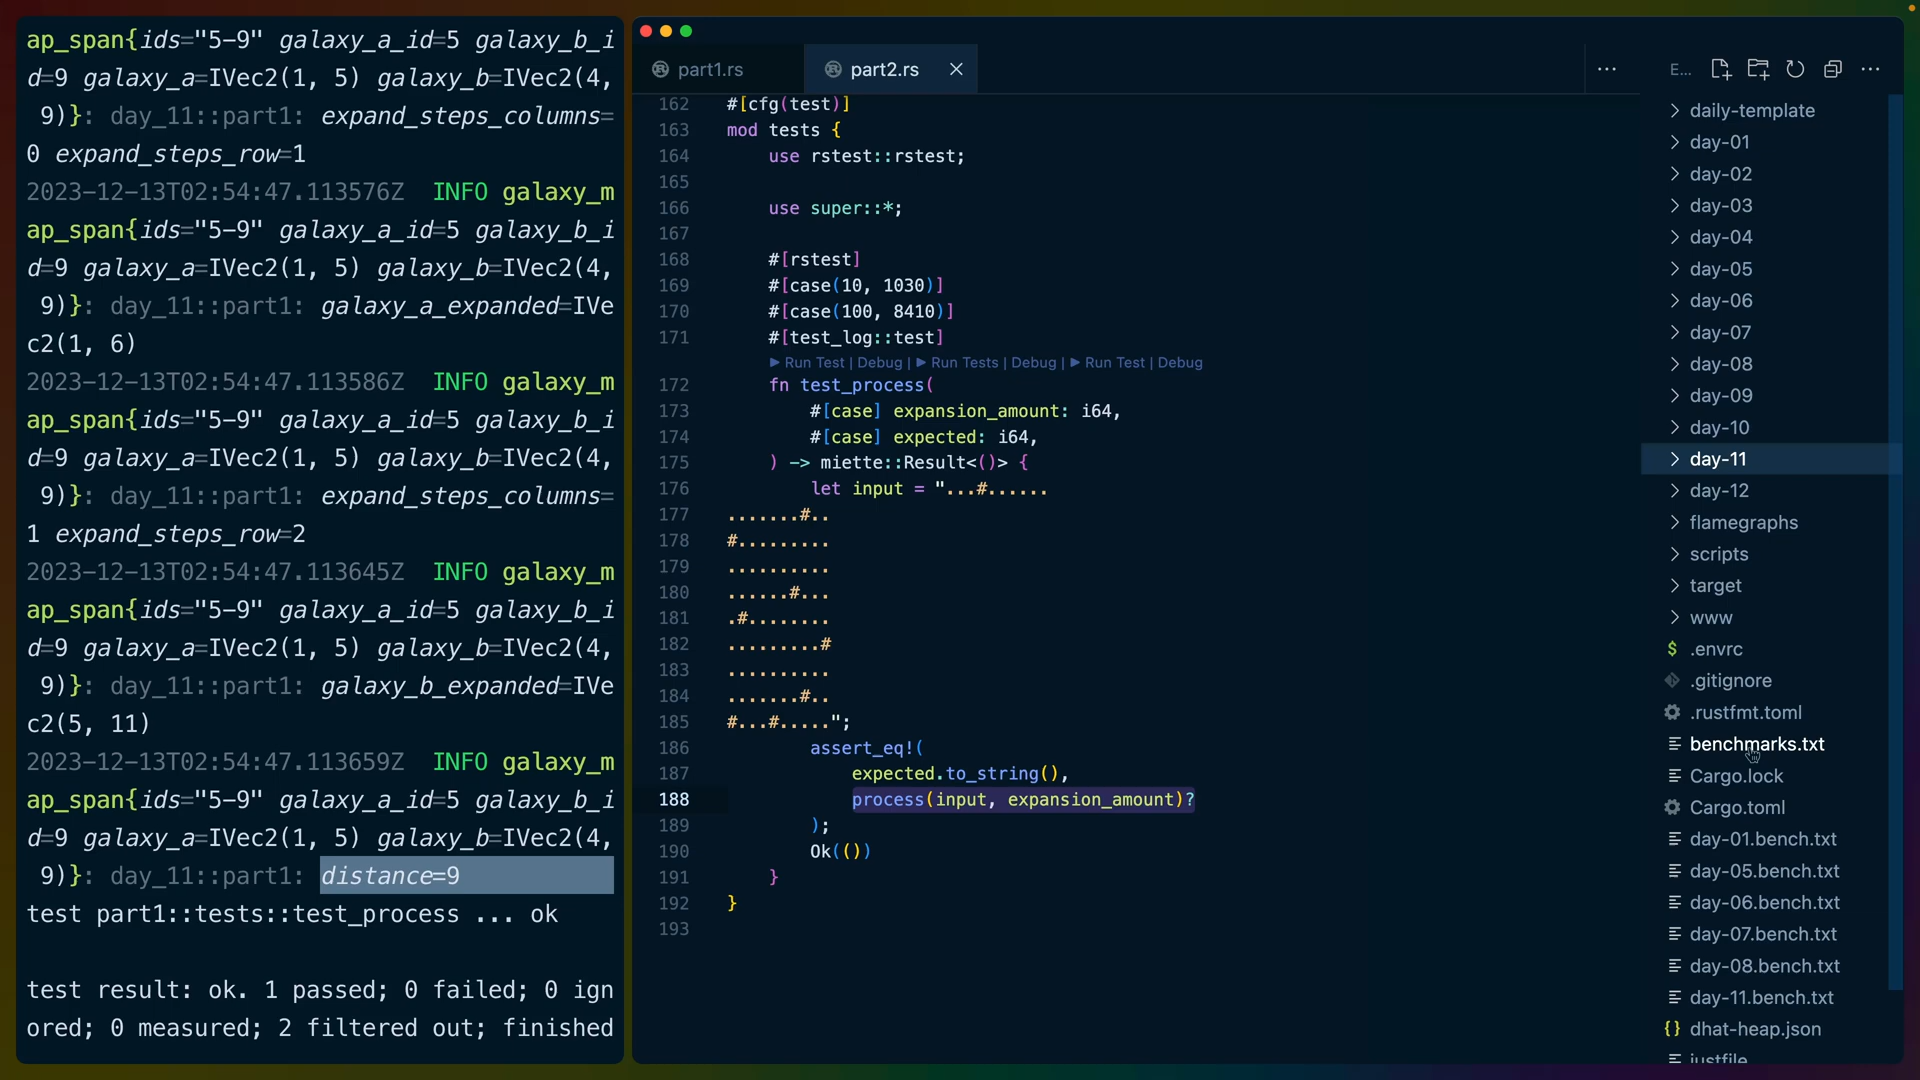 ap_span{ids="5-9" galaxy_a_id=5 galaxy_b_i
d=9 galaxy_a=IVec2(1, 5) galaxy_b=IVec2(4,
 9)}: day_11::part1: expand_steps_columns=
0 expand_steps_row=1
2023-12-13T02:54:47.113576Z  INFO galaxy_m
ap_span{ids="5-9" galaxy_a_id=5 galaxy_b_i
d=9 galaxy_a=IVec2(1, 5) galaxy_b=IVec2(4,
 9)}: day_11::part1: galaxy_a_expanded=IVe
c2(1, 6)
2023-12-13T02:54:47.113586Z  INFO galaxy_m
ap_span{ids="5-9" galaxy_a_id=5 galaxy_b_i
d=9 galaxy_a=IVec2(1, 5) galaxy_b=IVec2(4,
 9)}: day_11::part1: expand_steps_columns=
1 expand_steps_row=2
2023-12-13T02:54:47.113645Z  INFO galaxy_m
ap_span{ids="5-9" galaxy_a_id=5 galaxy_b_i
d=9 galaxy_a=IVec2(1, 5) galaxy_b=IVec2(4,
 9)}: day_11::part1: galaxy_b_expanded=IVe
c2(5, 11)
2023-12-13T02:54:47.113659Z  INFO galaxy_m
ap_span{ids="5-9" galaxy_a_id=5 galaxy_b_i
d=9 galaxy_a=IVec2(1, 5) galaxy_b=IVec2(4,
 9)}: day_11::part1: distance=9
test part1::tests::test_process ... ok

test result: ok. 1 passed; 0 failed; 0 ign
ored; 0 measured; 2 filtered out; finished
part1.rs
part2.rs
162 #[cfg(test)]
163 mod tests {
164     use rstest::rstest;
165
166     use super::*;
167
168     #[rstest]
169     #[case(10, 1030)]
170     #[case(100, 8410)]
171     #[test_log::test]
▶ Run Test | Debug | ▶ Run Tests | Debug | ▶ Run Test | Debug
172     fn test_process(
173         #[case] expansion_amount: i64,
174         #[case] expected: i64,
175     ) -> miette::Result<()> {
176         let input = "...#......
177 .......#..
178 #.........
179 ..........
180 ......#...
181 .#........
182 .........#
183 ..........
184 .......#..
185 #...#.....";
186         assert_eq!(
187             expected.to_string(),
188             process(input, expansion_amount)?
189         );
190         Ok(())
191     }
192 }
193
E...
daily-template
day-01
day-02
day-03
day-04
day-05
day-06
day-07
day-08
day-09
day-10
day-11
day-12
flamegraphs
scripts
target
www
$ .envrc
.gitignore
.rustfmt.toml
benchmarks.txt
Cargo.lock
Cargo.toml
day-01.bench.txt
day-05.bench.txt
day-06.bench.txt
day-07.bench.txt
day-08.bench.txt
day-11.bench.txt
{} dhat-heap.json
justfile